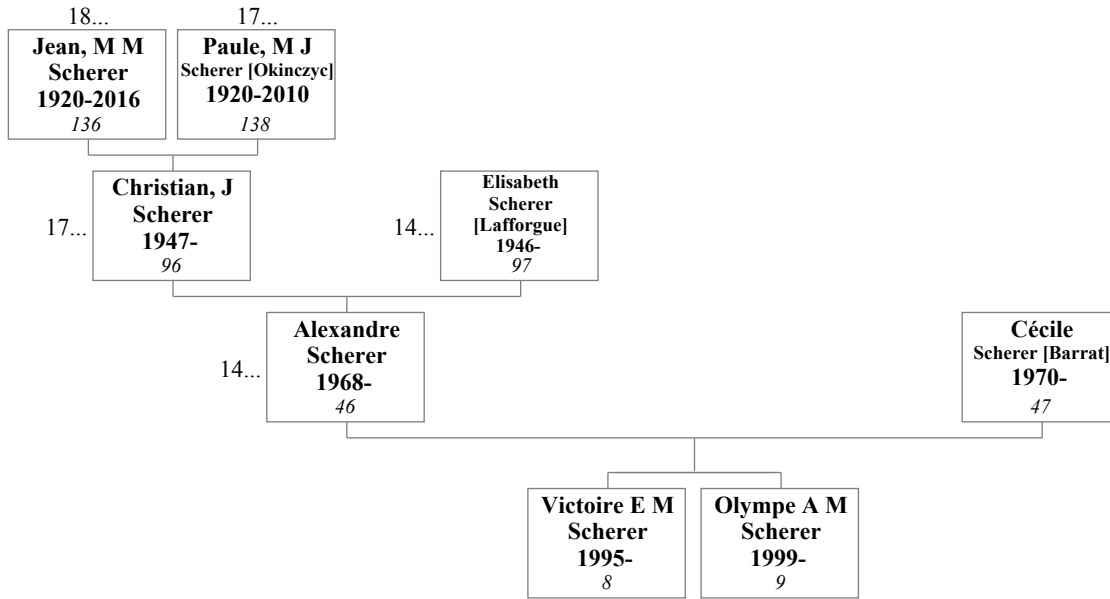 18...
17...
Jean, M M
Scherer
1920-2016
136
Paule, M J
Scherer [Okinczyc]
1920-2010
138
17...
Christian, J
Scherer
1947-
96
14...
Elisabeth
Scherer
[Lafforgue]
1946-
97
14...
Alexandre
Scherer
1968-
46
Cécile
Scherer [Barrat]
1970-
47
Victoire E M
Scherer
1995-
8
Olympe A M
Scherer
1999-
9